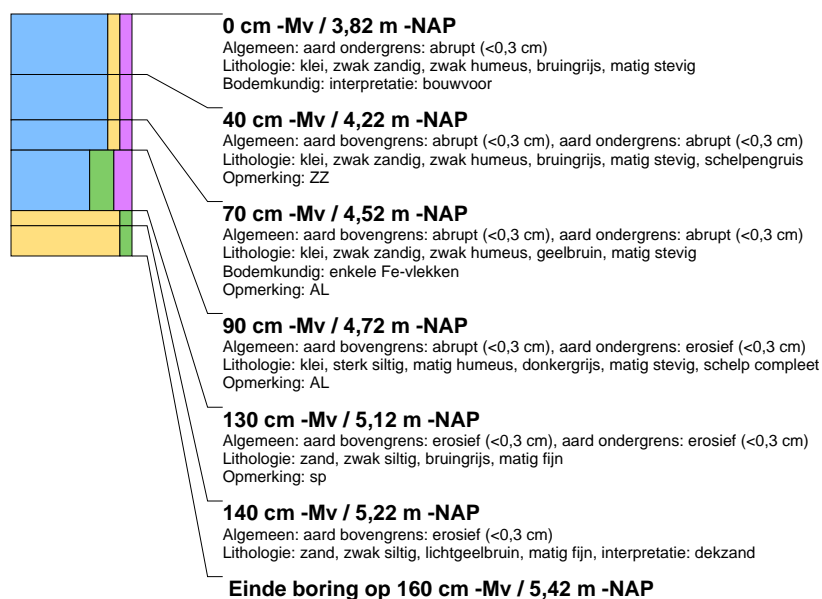 0 cm -Mv / 3,82 m -NAP
Algemeen: aard ondergrens: abrupt (<0,3 cm)
Lithologie: klei, zwak zandig, zwak humeus, bruingrijs, matig stevig
Bodemkundig: interpretatie: bouwvoor
40 cm -Mv / 4,22 m -NAP
Algemeen: aard bovengrens: abrupt (<0,3 cm), aard ondergrens: abrupt (<0,3 cm)
Lithologie: klei, zwak zandig, zwak humeus, bruingrijs, matig stevig, schelpengruis
Opmerking: ZZ
70 cm -Mv / 4,52 m -NAP
Algemeen: aard bovengrens: abrupt (<0,3 cm), aard ondergrens: abrupt (<0,3 cm)
Lithologie: klei, zwak zandig, zwak humeus, geelbruin, matig stevig
Bodemkundig: enkele Fe-vlekken
Opmerking: AL
90 cm -Mv / 4,72 m -NAP
Algemeen: aard bovengrens: abrupt (<0,3 cm), aard ondergrens: erosief (<0,3 cm)
Lithologie: klei, sterk siltig, matig humeus, donkergrijs, matig stevig, schelp compleet
Opmerking: AL
130 cm -Mv / 5,12 m -NAP
Algemeen: aard bovengrens: erosief (<0,3 cm), aard ondergrens: erosief (<0,3 cm)
Lithologie: zand, zwak siltig, bruingrijs, matig fijn
Opmerking: sp
140 cm -Mv / 5,22 m -NAP
Algemeen: aard bovengrens: erosief (<0,3 cm)
Lithologie: zand, zwak siltig, lichtgeelbruin, matig fijn, interpretatie: dekzand
Einde boring op 160 cm -Mv / 5,42 m -NAP